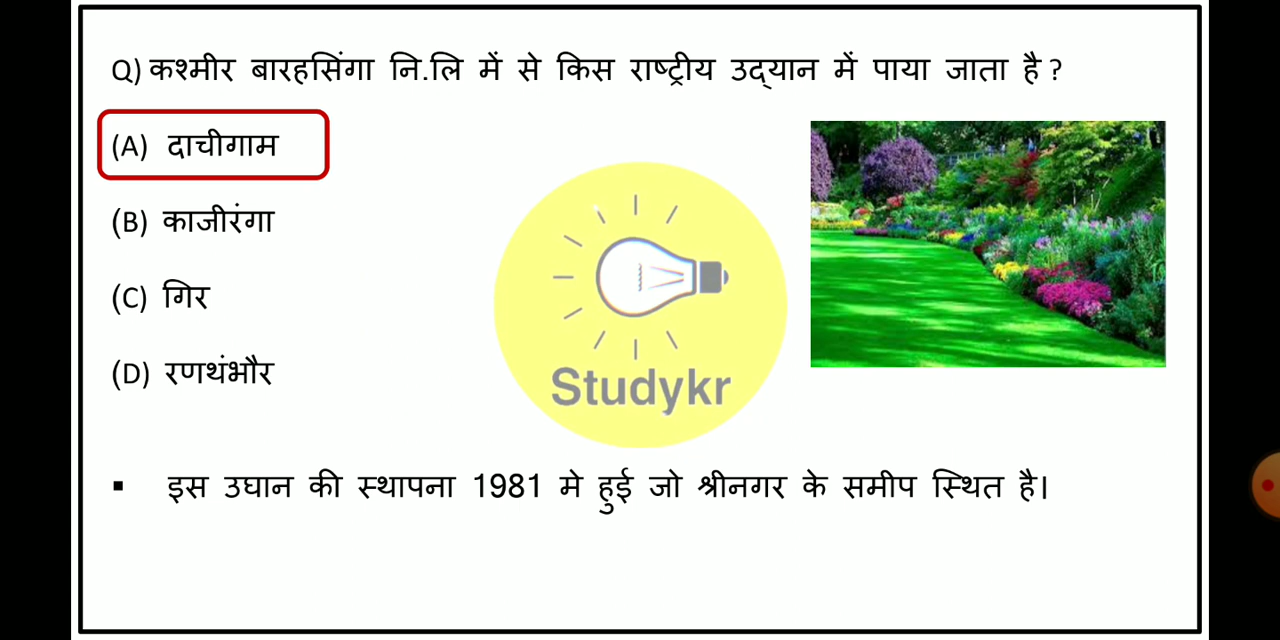 Q) कश्मीर बारहसिंगा नि.लि में से किस राष्ट्रीय उद्यान में पाया जाता है ?
(A) दाचीगाम
(B) काजीरंगा
(C) गिर
(D) रणथंभौर
Studykr
▪ इस उघान की स्थापना 1981 मे हुई जो श्रीनगर के समीप स्थित है।